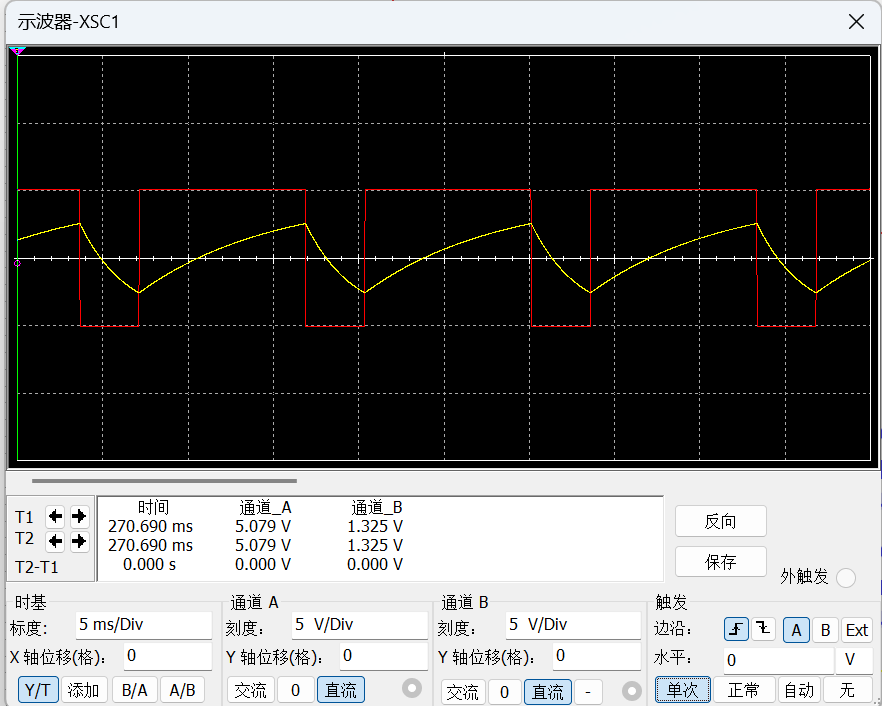 示波器-XSC1
时间 通道_A 通道_B
T1 270.690 ms 5.079 V 1.325 V
T2 270.690 ms 5.079 V 1.325 V
T2-T1 0.000 s 0.000 V 0.000 V
反向
保存
外触发
时基
标度: 5 ms/Div
X 轴位移(格): 0
Y/T 添加 B/A A/B
通道 A
刻度: 5 V/Div
Y 轴位移(格): 0
交流 0 直流
通道 B
刻度: 5 V/Div
Y 轴位移(格): 0
交流 0 直流 -
触发
边沿: A B Ext
水平: 0 V
单次 正常 自动 无